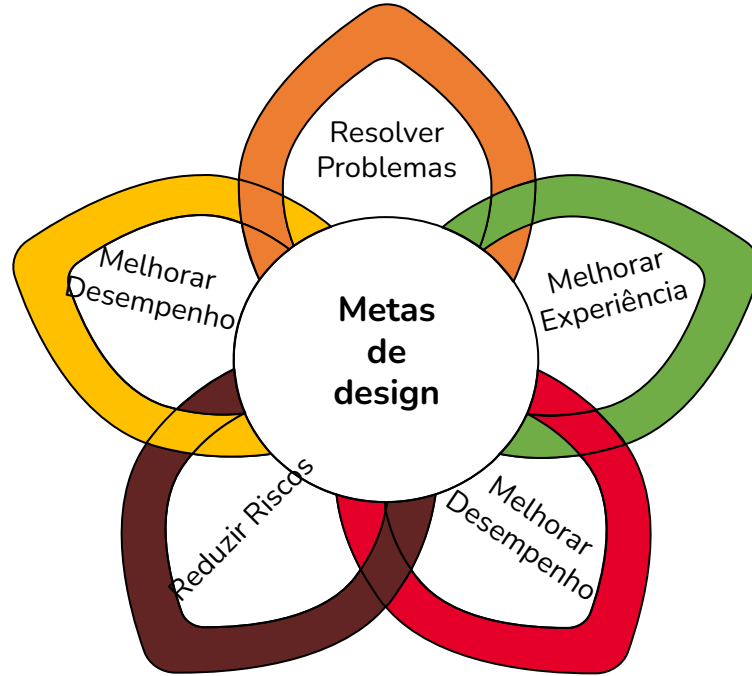 Resolver
Problemas
Melhorar
Desempenho
Melhorar
Experiência
Metas
de
design
Reduzir Riscos
Melhorar
Desempenho